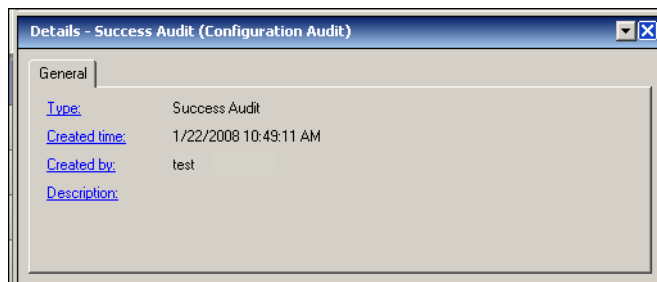 Details - Success Audit (Configuration Audit)
General
Type: Success Audit
Created time: 1/22/2008 10:49:11 AM
Created by: test
Description: